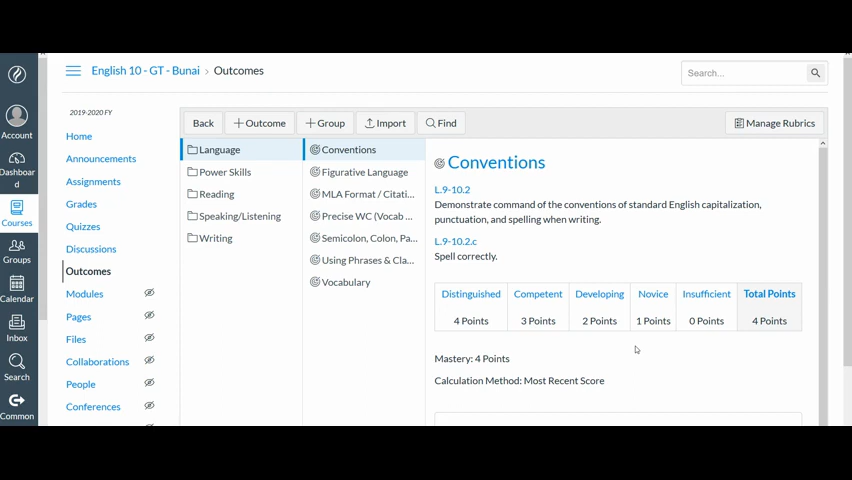 English 10 - GT - Bunai › Outcomes
Search...
Account
Dashboar
d
Courses
Groups
Calendar
Inbox
Search
Common
2019-2020 FY
Home
Announcements
Assignments
Grades
Quizzes
Discussions
Outcomes
Modules
Pages
Files
Collaborations
People
Conferences
Back
+ Outcome
+ Group
Import
Find
Manage Rubrics
Language
Power Skills
Reading
Speaking/Listening
Writing
Conventions
Figurative Language
MLA Format / Citati...
Precise WC (Vocab ...
Semicolon, Colon, Pa...
Using Phrases & Cla...
Vocabulary
Conventions
L.9-10.2
Demonstrate command of the conventions of standard English capitalization,
punctuation, and spelling when writing.
L.9-10.2.c
Spell correctly.
Distinguished Competent Developing Novice Insufficient Total Points
4 Points 3 Points 2 Points 1 Points 0 Points 4 Points
Mastery: 4 Points
Calculation Method: Most Recent Score